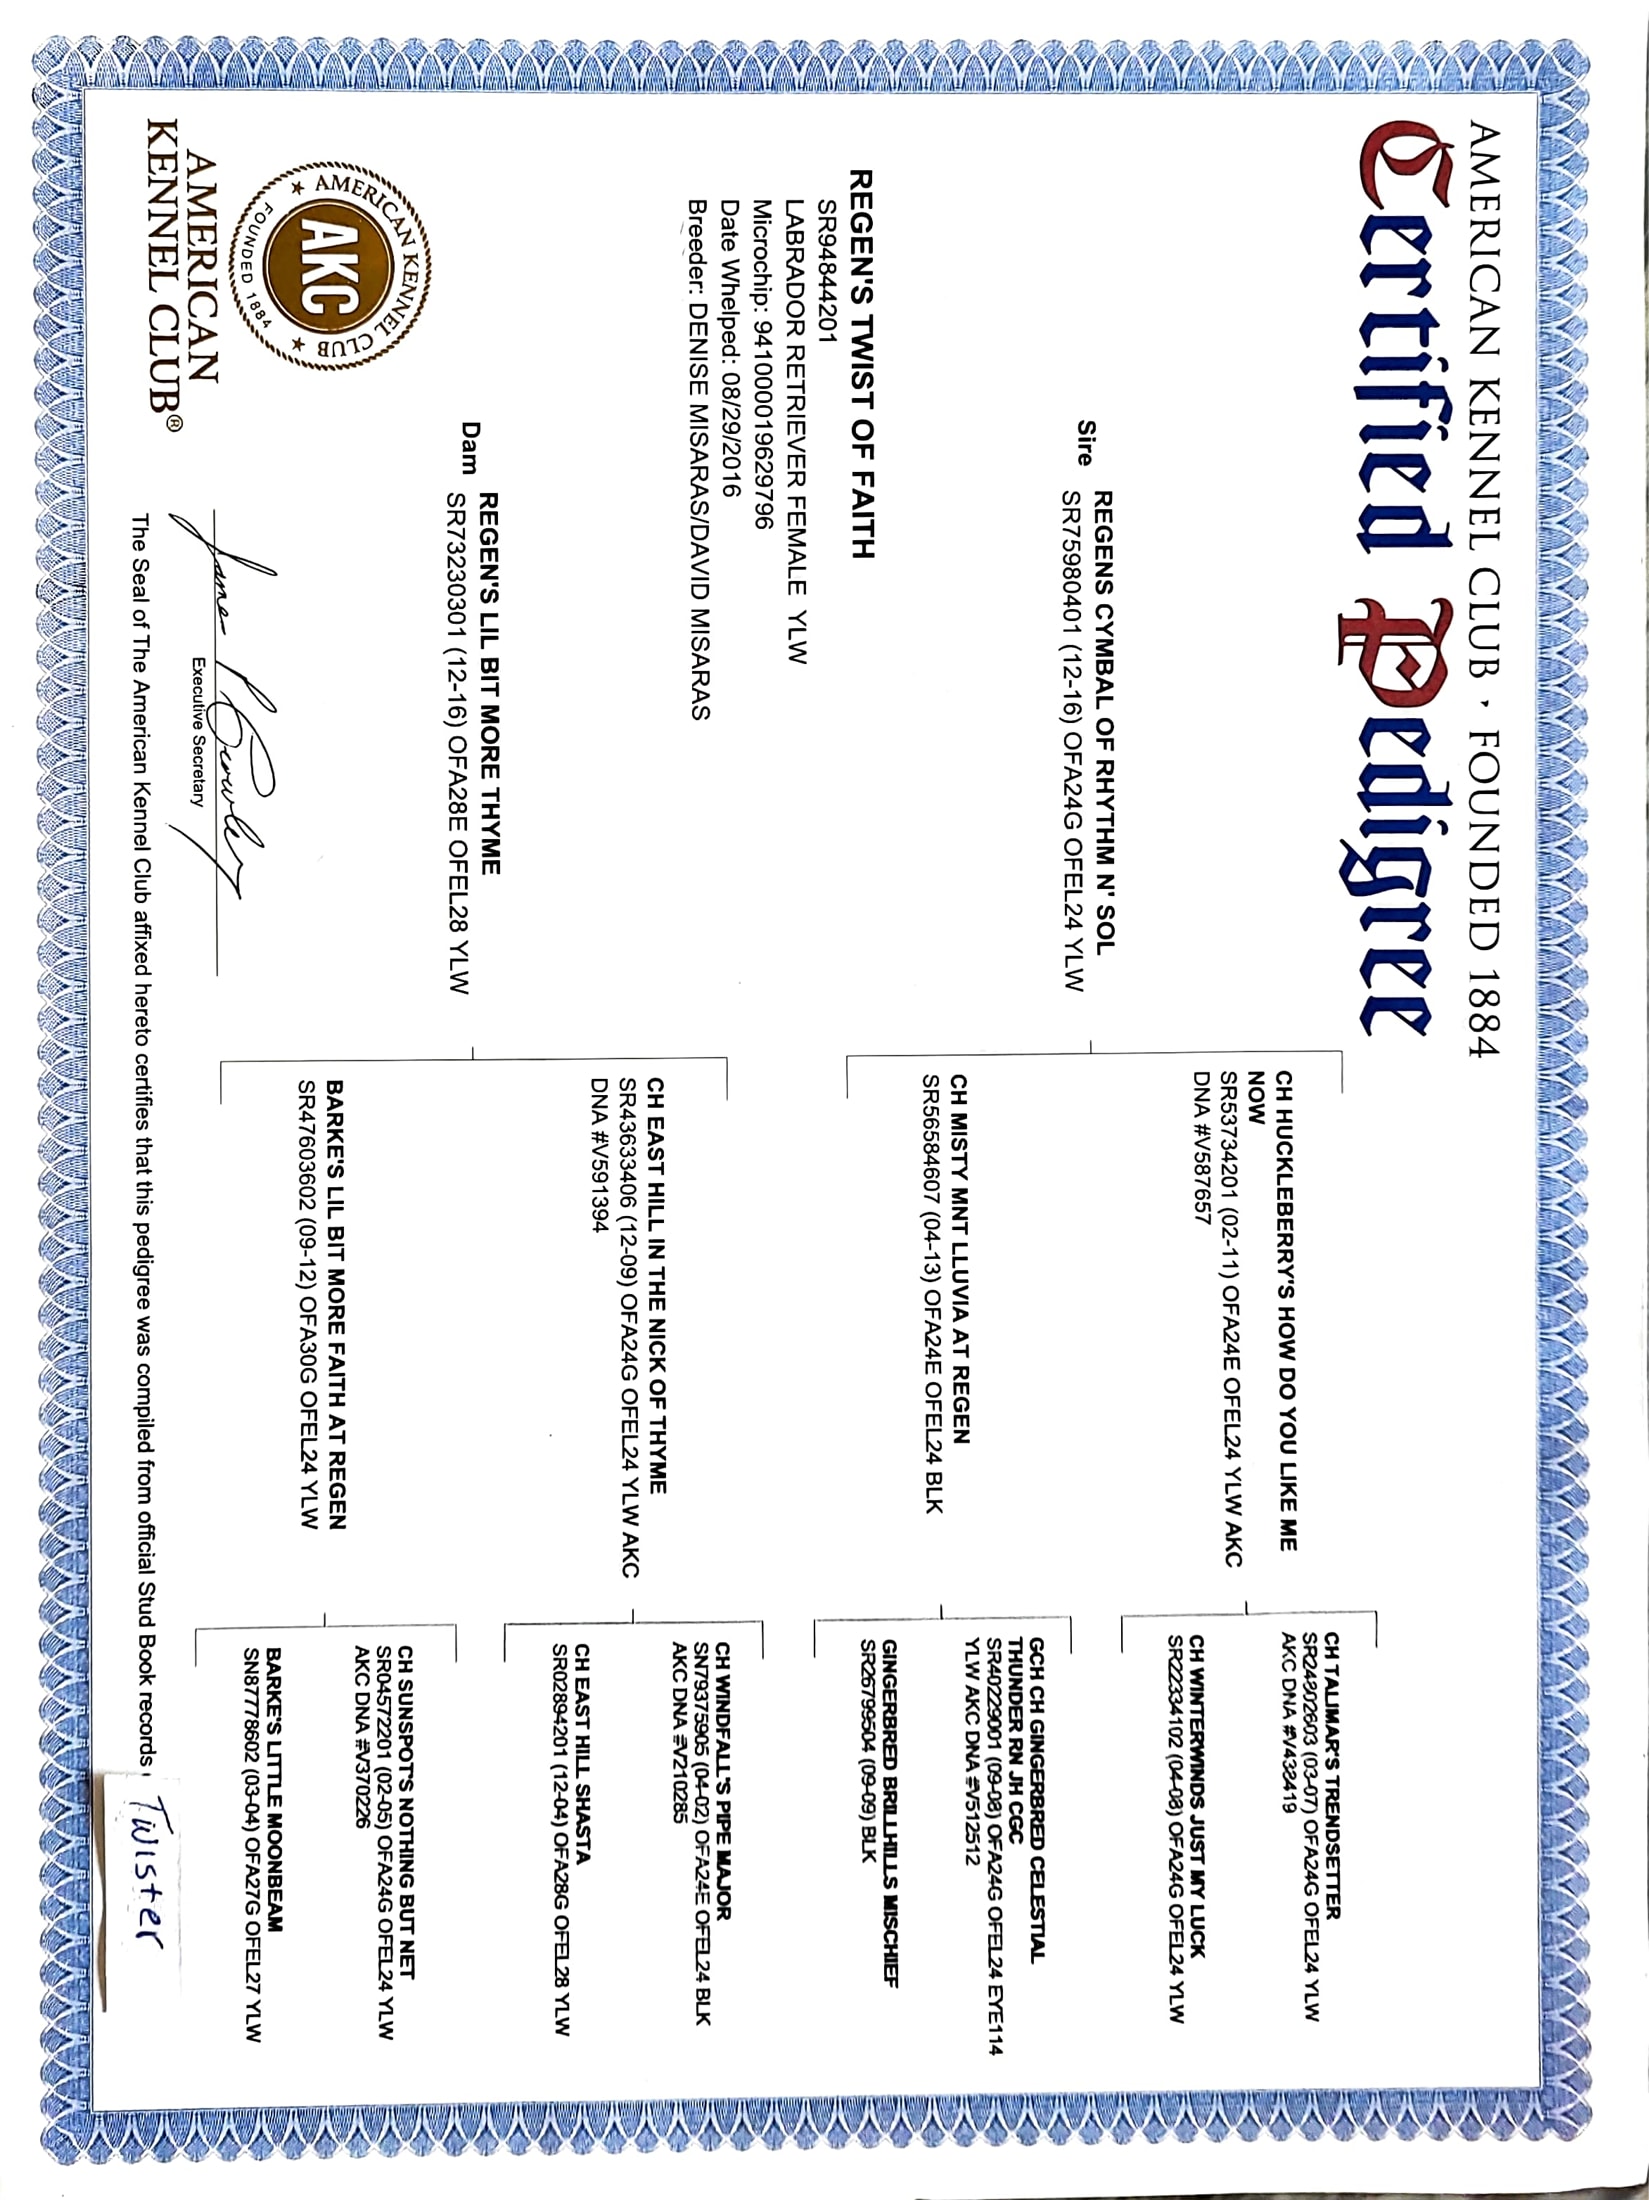 AMERICAN KENNEL CLUB · FOUNDED 1884
Certified Pedigree
CH TALIMAR'S TRENDSETTER
SR24802603 (03-07) OFA24G OFEL24 YLW
AKC DNA #V432419
CH HUCKLEBERRY'S HOW DO YOU LIKE ME
NOW
SR53734201 (02-11) OFA24E OFEL24 YLW AKC
DNA #V587657
CH WINTERWINDS JUST MY LUCK
SR22334102 (04-08) OFA24G OFEL24 YLW
Sire
REGENS CYMBAL OF RHYTHM N' SOL
SR75980401 (12-16) OFA24G OFEL24 YLW
GCH CH GINGERBRED CELESTIAL
THUNDER RN JH CGC
SR40229001 (09-08) OFA24G OFEL24 EYE114
YLW AKC DNA #V512512
CH MISTY MNT LLUVIA AT REGEN
SR56584607 (04-13) OFA24E OFEL24 BLK
GINGERBRED BRILLHILLS MISCHIEF
SR26799504 (09-09) BLK
REGEN'S TWIST OF FAITH
SR94844201
LABRADOR RETRIEVER FEMALE YLW
Microchip: 941000019629796
Date Whelped: 08/29/2016
Breeder: DENISE MISARAS/DAVID MISARAS
CH WINDFALL'S PIPE MAJOR
SN79375905 (04-02) OFA24E OFEL24 BLK
AKC DNA #V210285
CH EAST HILL IN THE NICK OF THYME
SR43633406 (12-09) OFA24G OFEL24 YLW AKC
DNA #V591394
CH EAST HILL SHASTA
SR02894201 (12-04) OFA28G OFEL28 YLW
Dam
REGEN'S LIL BIT MORE THYME
SR73230301 (12-16) OFA28E OFEL28 YLW
CH SUNSPOT'S NOTHING BUT NET
SR04572201 (02-05) OFA24G OFEL24 YLW
AKC DNA #V370226
BARKE'S LIL BIT MORE FAITH AT REGEN
SR47603602 (09-12) OFA30G OFEL24 YLW
BARKE'S LITTLE MOONBEAM
SN87778602 (03-04) OFA27G OFEL27 YLW
AMERICAN KENNEL CLUB
AKC
FOUNDED 1884
AMERICAN
KENNEL CLUB®
James P Crowley
Executive Secretary
The Seal of The American Kennel Club affixed hereto certifies that this pedigree was compiled from official Stud Book records
Twister